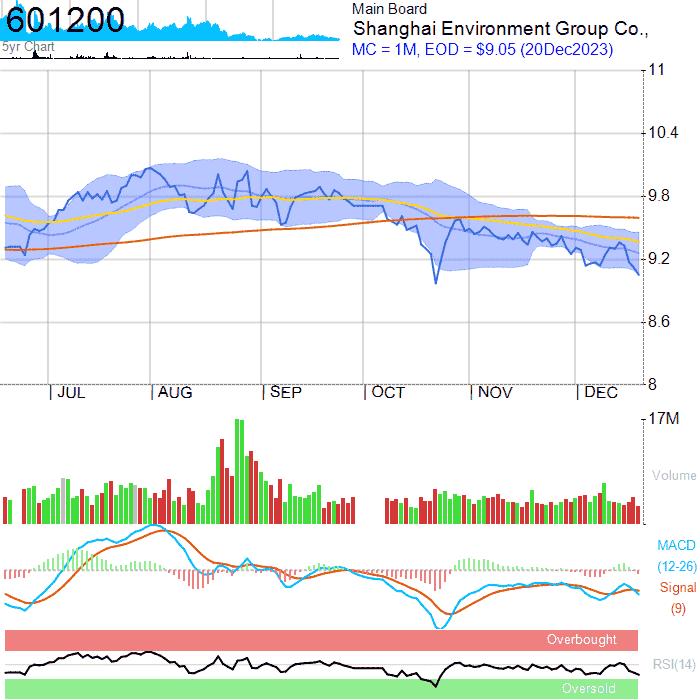 601200
5yr Chart
Main Board
Shanghai Environment Group Co.,
MC = 1M, EOD = $9.05 (20Dec2023)
11
10.4
9.8
9.2
8.6
8
JUL AUG SEP OCT NOV DEC
17M
Volume
MACD
(12-26)
Signal
(9)
Overbought
RSI(14)
Oversold